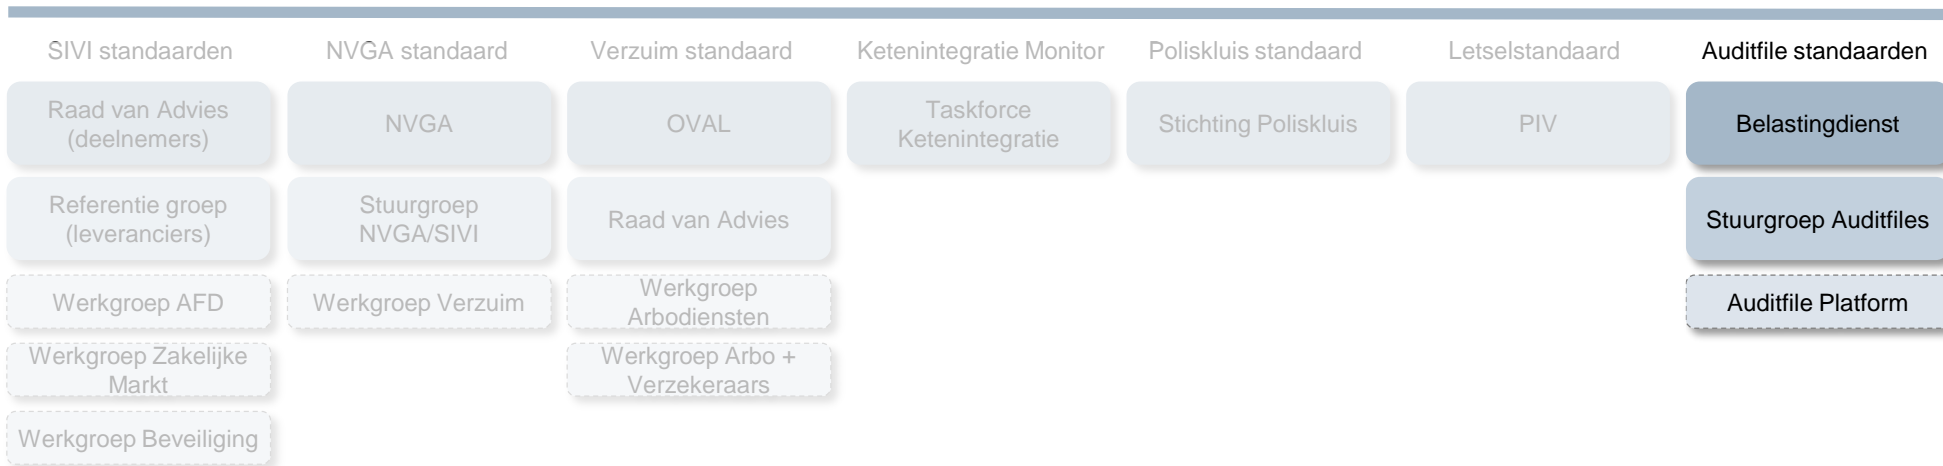 SIVI standaarden
NVGA standaard
Verzuim standaard
Ketenintegratie Monitor
Poliskluis standaard
Letselstandaard
Auditfile standaarden
Raad van Advies
(deelnemers)
NVGA
OVAL
Taskforce
Ketenintegratie
Stichting Poliskluis
PIV
Belastingdienst
Referentie groep
(leveranciers)
Stuurgroep
NVGA/SIVI
Raad van Advies
Stuurgroep Auditfiles
Werkgroep AFD
Werkgroep Verzuim
Werkgroep
Arbodiensten
Auditfile Platform
Werkgroep Zakelijke
Markt
Werkgroep Arbo +
Verzekeraars
Werkgroep Beveiliging